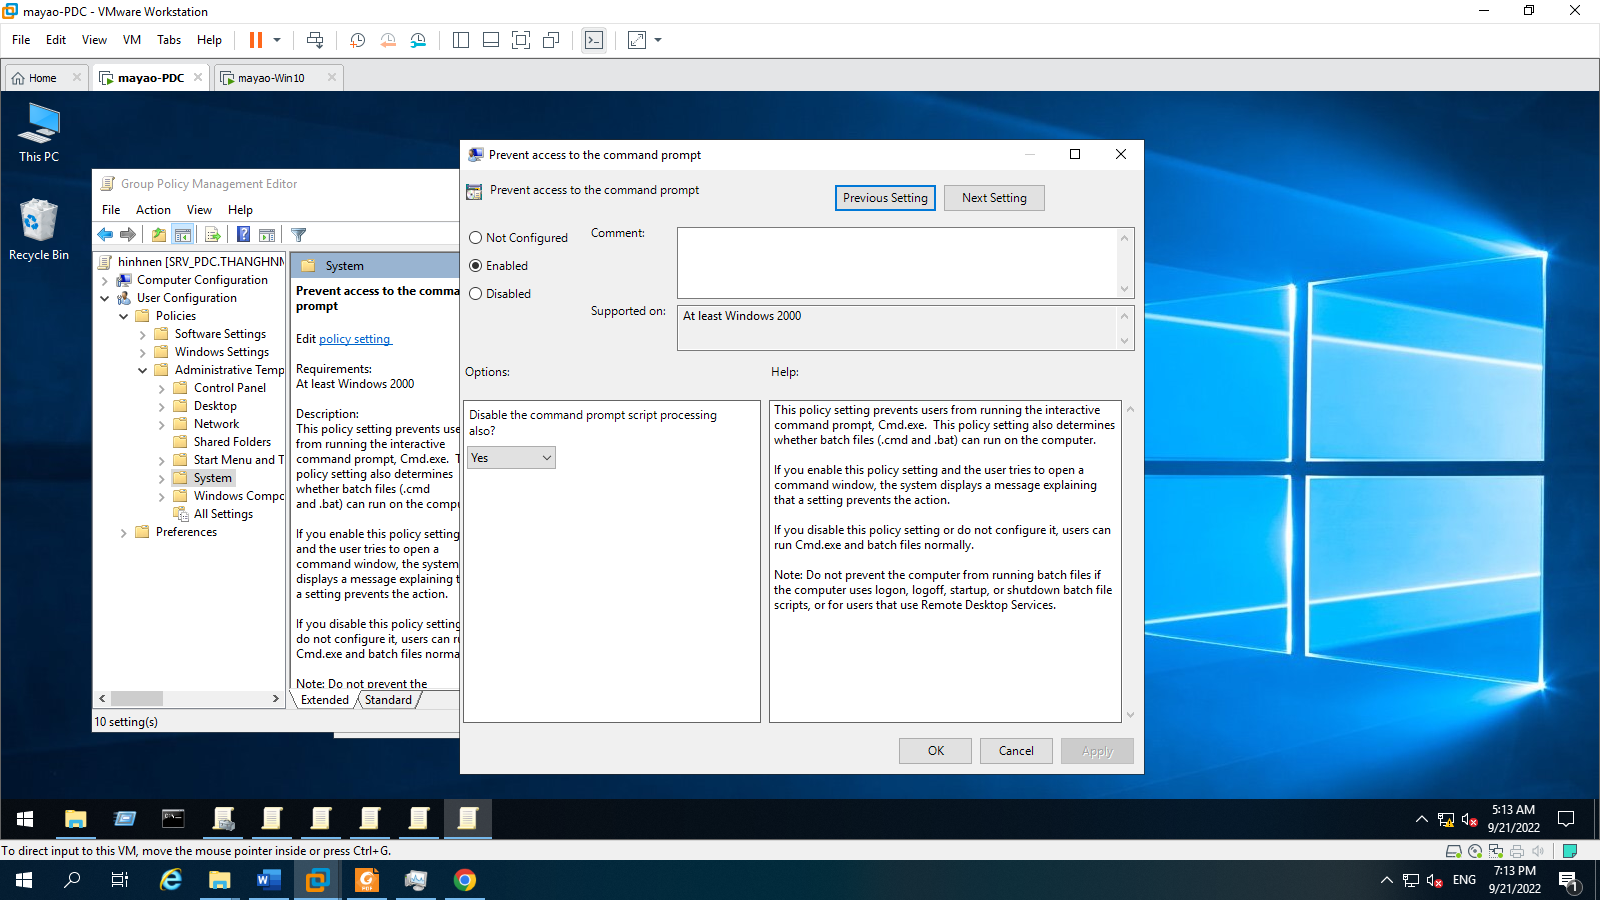 mayao-PDC - VMware Workstation
File Edit View VM Tabs Help
Home
mayao-PDC
mayao-Win10
This PC
Recycle Bin
Group Policy Management Editor
File Action View Help
hinhnen [SRV_PDC.THANGHNM
Computer Configuration
User Configuration
Policies
Software Settings
Windows Settings
Administrative Temp
Control Panel
Desktop
Network
Shared Folders
Start Menu and T
System
Windows Compo
All Settings
Preferences
10 setting(s)
System
Prevent access to the comma
prompt
Edit policy setting
Requirements:
At least Windows 2000
Description:
This policy setting prevents use
from running the interactive
command prompt, Cmd.exe. T
policy setting also determines
whether batch files (.cmd
and .bat) can run on the compu
If you enable this policy setting
and the user tries to open a
command window, the system
displays a message explaining t
a setting prevents the action.
If you disable this policy setting
do not configure it, users can ru
Cmd.exe and batch files norma
Note: Do not prevent the
Extended Standard
Prevent access to the command prompt
Prevent access to the command prompt
Previous Setting
Next Setting
Not Configured
Enabled
Disabled
Comment:
Supported on:
At least Windows 2000
Options:
Help:
Disable the command prompt script processing
also?
Yes
This policy setting prevents users from running the interactive
command prompt, Cmd.exe. This policy setting also determines
whether batch files (.cmd and .bat) can run on the computer.
If you enable this policy setting and the user tries to open a
command window, the system displays a message explaining
that a setting prevents the action.
If you disable this policy setting or do not configure it, users can
run Cmd.exe and batch files normally.
Note: Do not prevent the computer from running batch files if
the computer uses logon, logoff, startup, or shutdown batch file
scripts, or for users that use Remote Desktop Services.
OK
Cancel
Apply
5:13 AM
9/21/2022
To direct input to this VM, move the mouse pointer inside or press Ctrl+G.
ENG
7:13 PM
9/21/2022
1